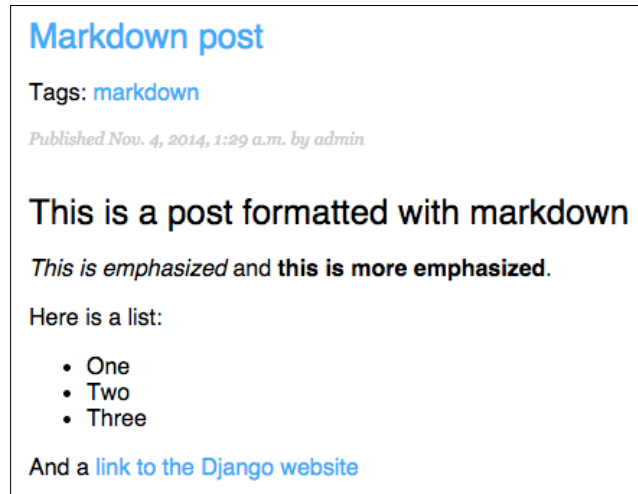 Markdown post
Tags: markdown
Published Nov. 4, 2014, 1:29 a.m. by admin
This is a post formatted with markdown
This is emphasized and this is more emphasized.
Here is a list:
• One
• Two
• Three
And a link to the Django website